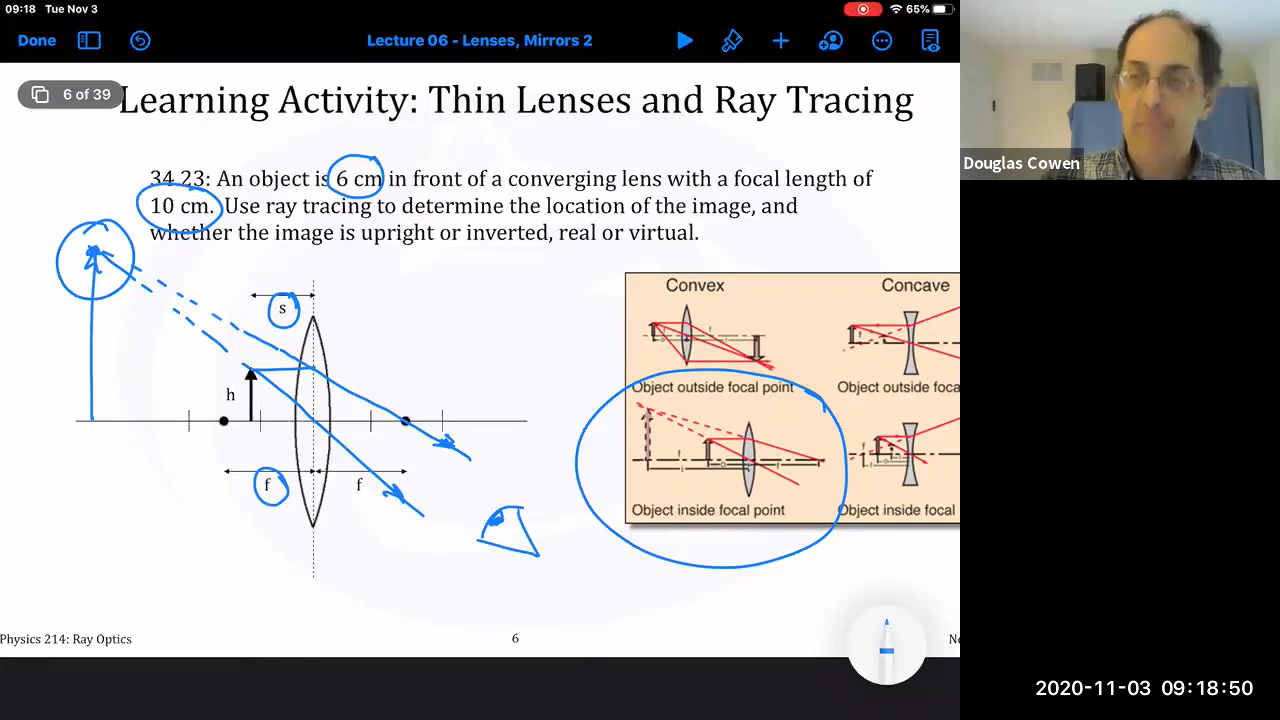 09:18 Tue Nov 3
65%
Done
Lecture 06 - Lenses, Mirrors 2
6 of 39
Learning Activity: Thin Lenses and Ray Tracing
34.23: An object is 6 cm in front of a converging lens with a focal length of
10 cm. Use ray tracing to determine the location of the image, and
whether the image is upright or inverted, real or virtual.
s
h
f
f
Convex
Concave
Object outside focal point
Object outside foca
Object inside focal point
Object inside focal
Physics 214: Ray Optics
6
No
Douglas Cowen
2020-11-03 09:18:50